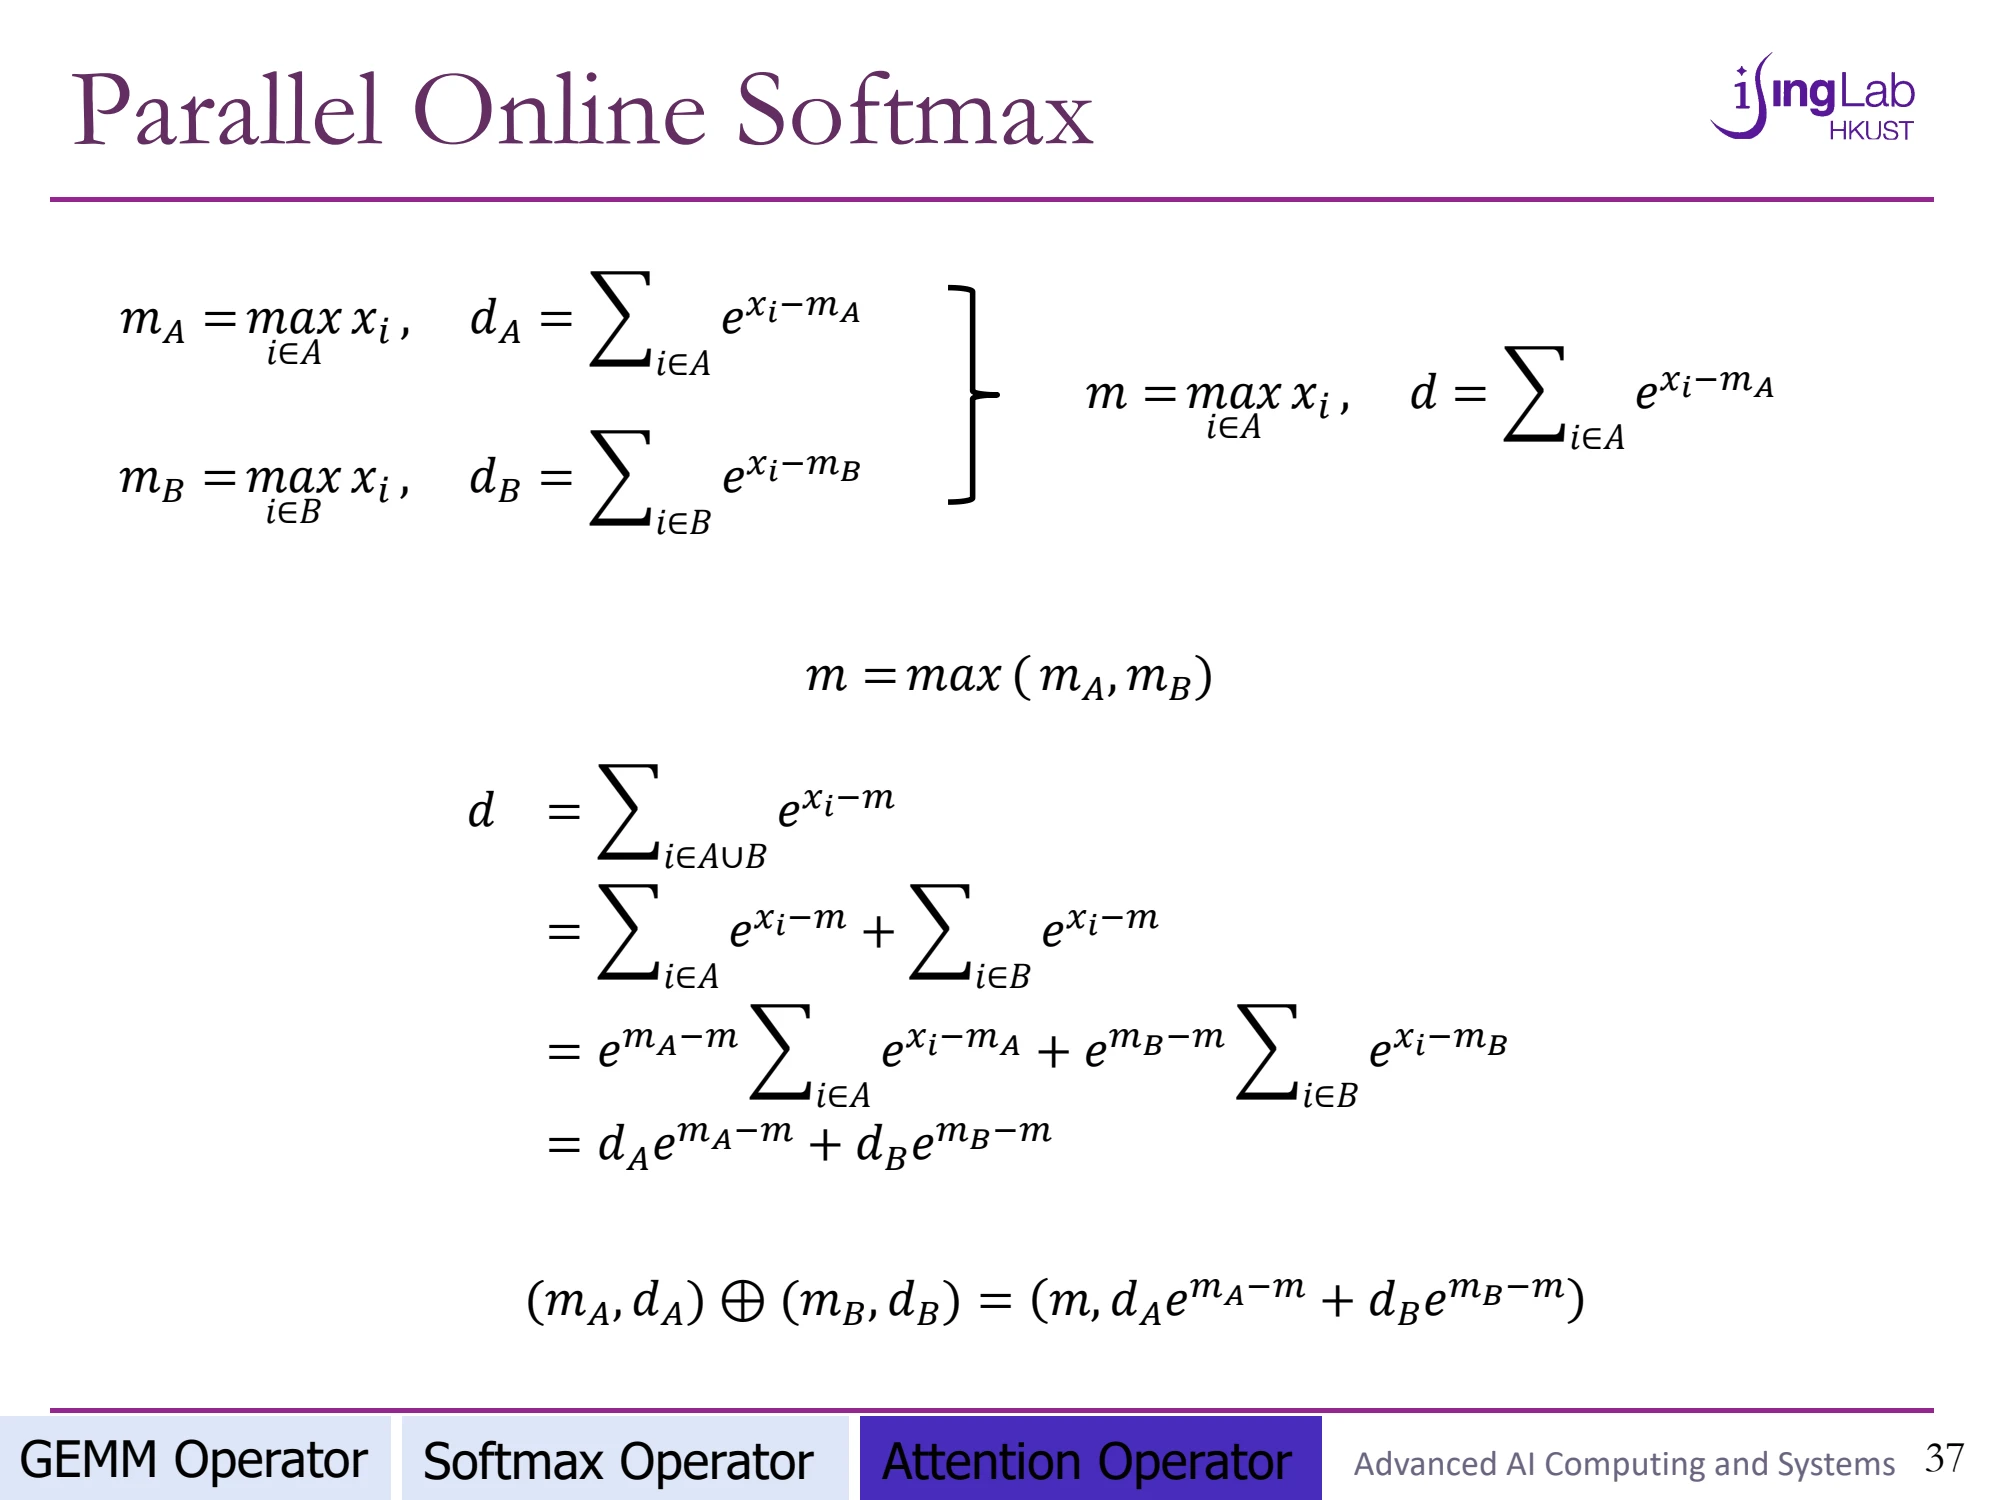 Parallel Online Softmax
iSingLab
HKUST
m_A = max_{i∈A} x_i ,  d_A = ∑_{i∈A} e^{x_i−m_A}
m_B = max_{i∈B} x_i ,  d_B = ∑_{i∈B} e^{x_i−m_B}
m = max_{i∈A} x_i ,  d = ∑_{i∈A} e^{x_i−m_A}
m = max ( m_A, m_B)
d = ∑_{i∈A∪B} e^{x_i−m}
= ∑_{i∈A} e^{x_i−m} + ∑_{i∈B} e^{x_i−m}
= e^{m_A−m} ∑_{i∈A} e^{x_i−m_A} + e^{m_B−m} ∑_{i∈B} e^{x_i−m_B}
= d_A e^{m_A−m} + d_B e^{m_B−m}
(m_A, d_A) ⊕ (m_B, d_B) = (m, d_A e^{m_A−m} + d_B e^{m_B−m})
GEMM Operator
Softmax Operator
Attention Operator
Advanced AI Computing and Systems
37